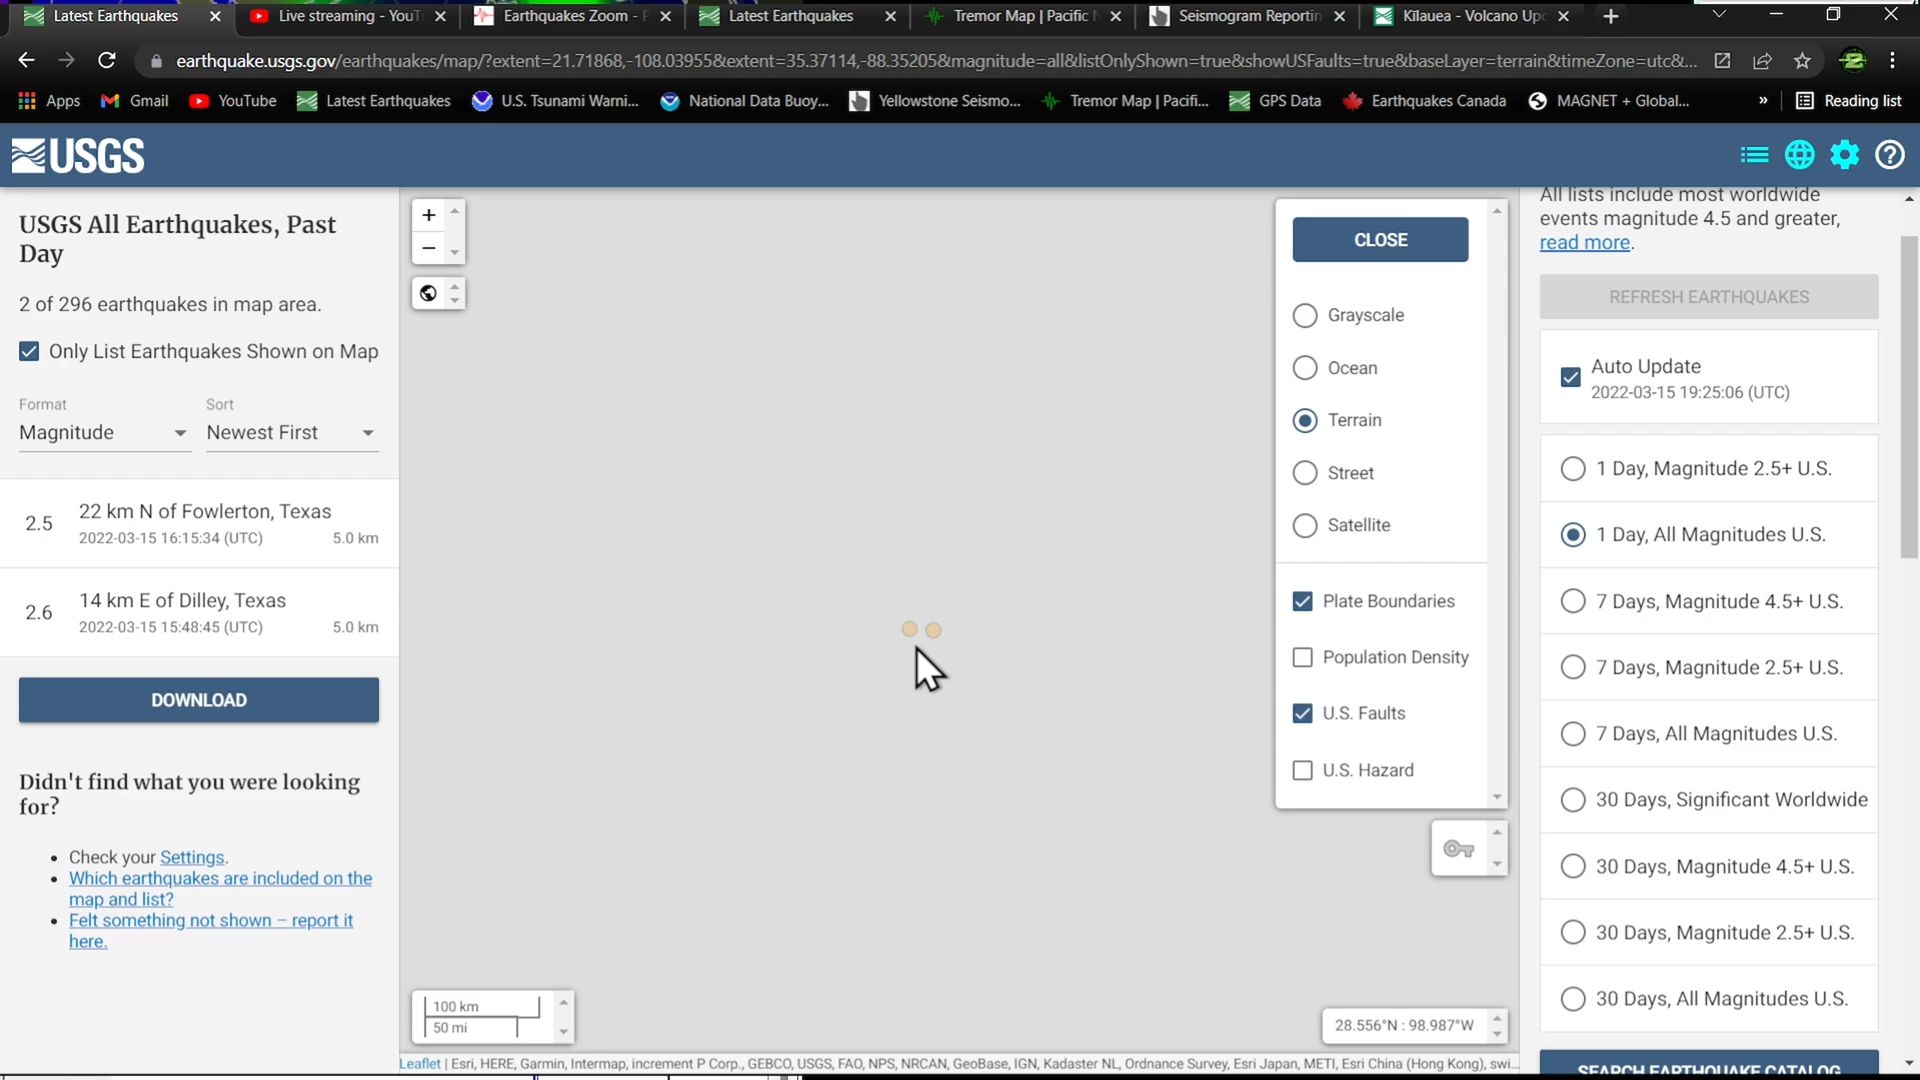 Latest Earthquakes
Live streaming - YouT
Earthquakes Zoom - P
Latest Earthquakes
Tremor Map | Pacific N
Seismogram Reportin
Kīlauea - Volcano Upd
earthquake.usgs.gov/earthquakes/map/?extent=21.71868,-108.03955&extent=35.37114,-88.35205&magnitude=all&listOnlyShown=true&showUSFaults=true&baseLayer=terrain&timeZone=utc&...
Apps
Gmail
YouTube
Latest Earthquakes
U.S. Tsunami Warni...
National Data Buoy...
Yellowstone Seismo...
Tremor Map | Pacifi...
GPS Data
Earthquakes Canada
MAGNET + Global...
»
Reading list
USGS
USGS All Earthquakes, Past
Day
2 of 296 earthquakes in map area.
Only List Earthquakes Shown on Map
Format
Sort
Magnitude
Newest First
2.5
22 km N of Fowlerton, Texas
2022-03-15 16:15:34 (UTC)
5.0 km
2.6
14 km E of Dilley, Texas
2022-03-15 15:48:45 (UTC)
5.0 km
DOWNLOAD
Didn't find what you were looking
for?
Check your Settings.
Which earthquakes are included on the
map and list?
Felt something not shown – report it
here.
+
−
100 km
50 mi
CLOSE
Grayscale
Ocean
Terrain
Street
Satellite
Plate Boundaries
Population Density
U.S. Faults
U.S. Hazard
28.556°N : 98.987°W
Leaflet | Esri, HERE, Garmin, Intermap, increment P Corp., GEBCO, USGS, FAO, NPS, NRCAN, GeoBase, IGN, Kadaster NL, Ordnance Survey, Esri Japan, METI, Esri China (Hong Kong), swi...
All lists include most worldwide
events magnitude 4.5 and greater,
read more.
REFRESH EARTHQUAKES
Auto Update
2022-03-15 19:25:06 (UTC)
1 Day, Magnitude 2.5+ U.S.
1 Day, All Magnitudes U.S.
7 Days, Magnitude 4.5+ U.S.
7 Days, Magnitude 2.5+ U.S.
7 Days, All Magnitudes U.S.
30 Days, Significant Worldwide
30 Days, Magnitude 4.5+ U.S.
30 Days, Magnitude 2.5+ U.S.
30 Days, All Magnitudes U.S.
SEARCH EARTHQUAKE CATALOG